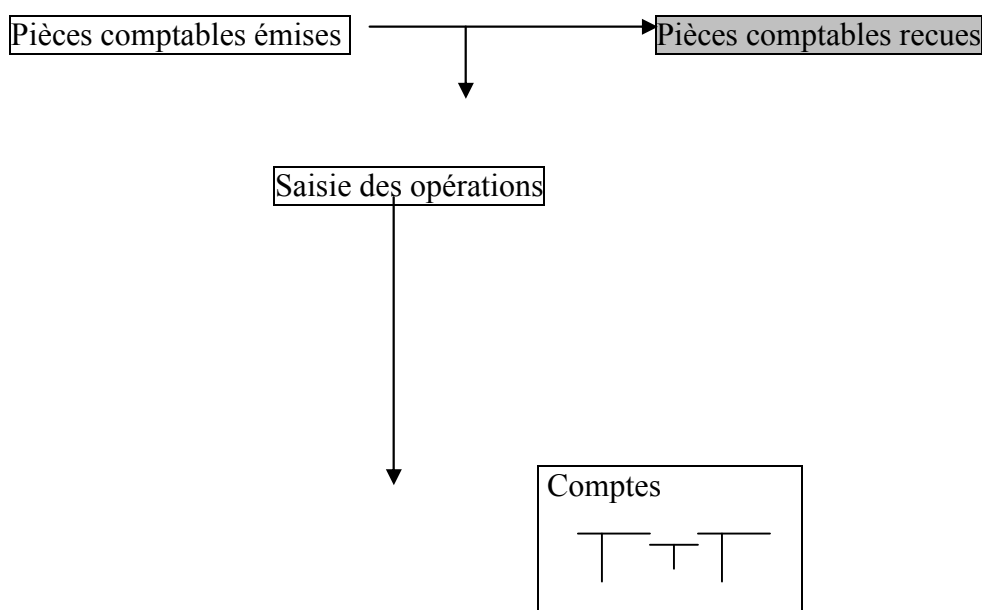 Pièces comptables émises
Pièces comptables recues
Saisie des opérations
Comptes